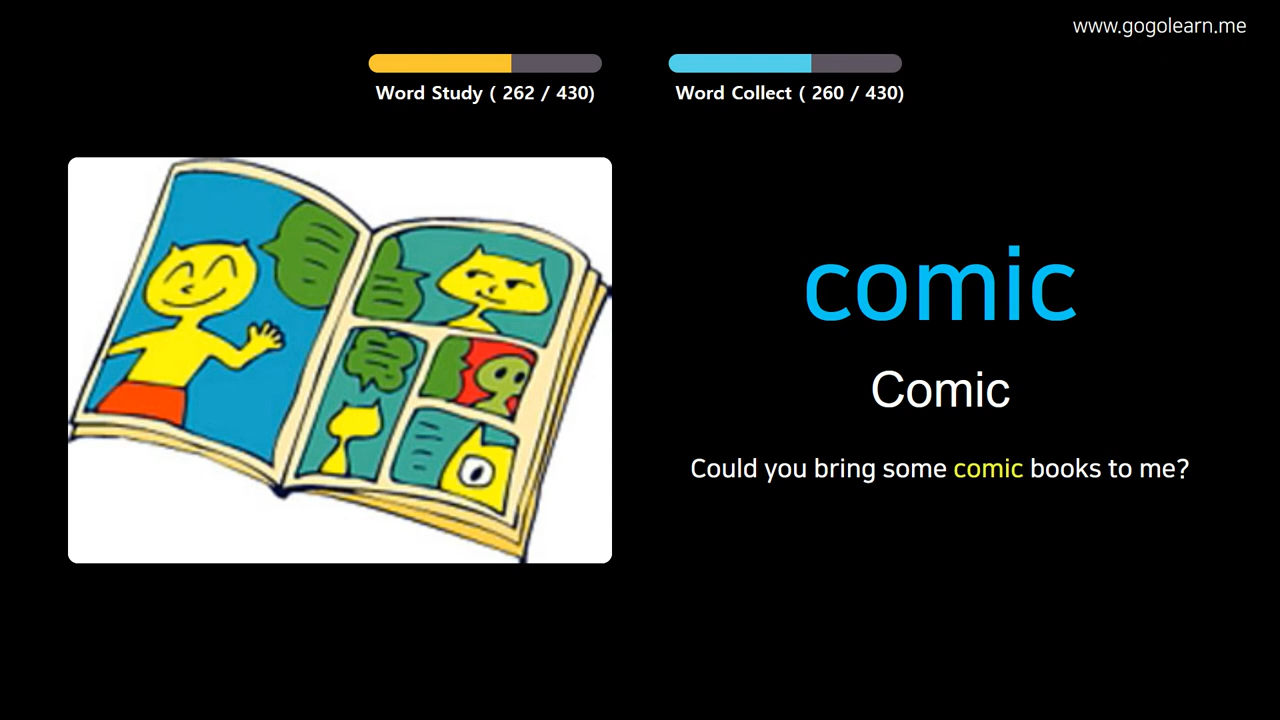 www.gogolearn.me
Word Study ( 262 / 430)
Word Collect ( 260 / 430)
comic
Comic
Could you bring some comic books to me?